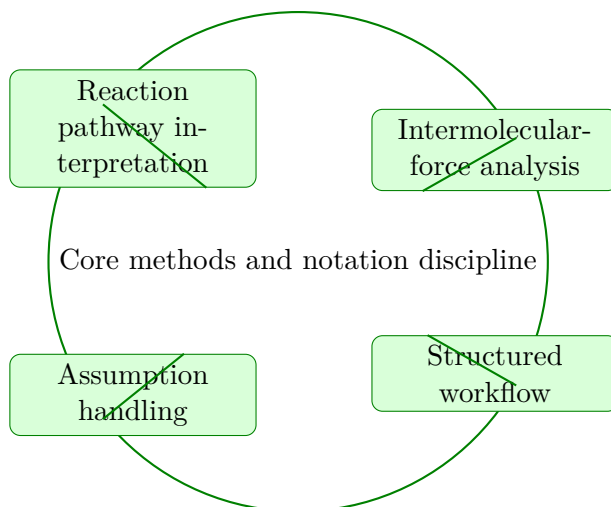 Reaction
pathway in-
terpretation
Intermolecular-
force analysis
Core methods and notation discipline
Assumption
handling
Structured
workflow